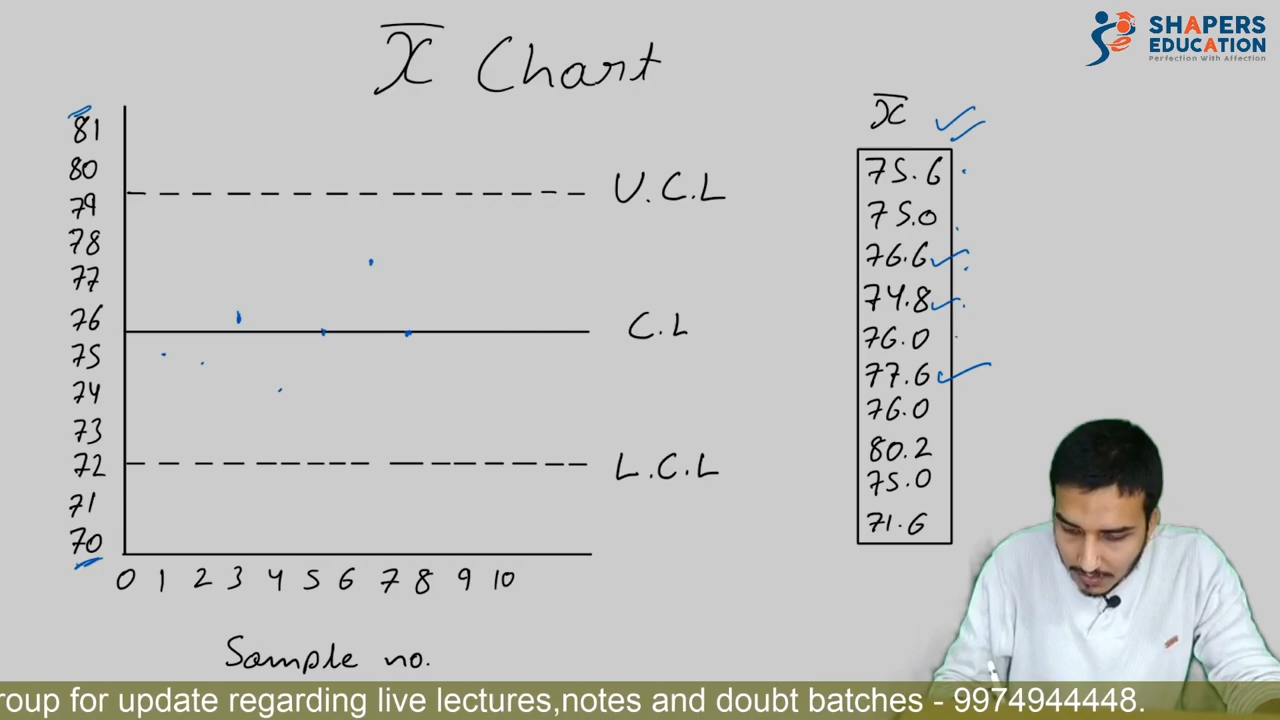 X̄ Chart
SHAPERS
EDUCATION
Perfection With Affection
81
80
79
78
77
76
75
74
73
72
71
70
U.C.L
C.L
L.C.L
0 1 2 3 4 5 6 7 8 9 10
Sample no.
X̄
75.6
75.0
76.6
74.8
76.0
77.6
76.0
80.2
75.0
71.6
roup for update regarding live lectures,notes and doubt batches - 9974944448.